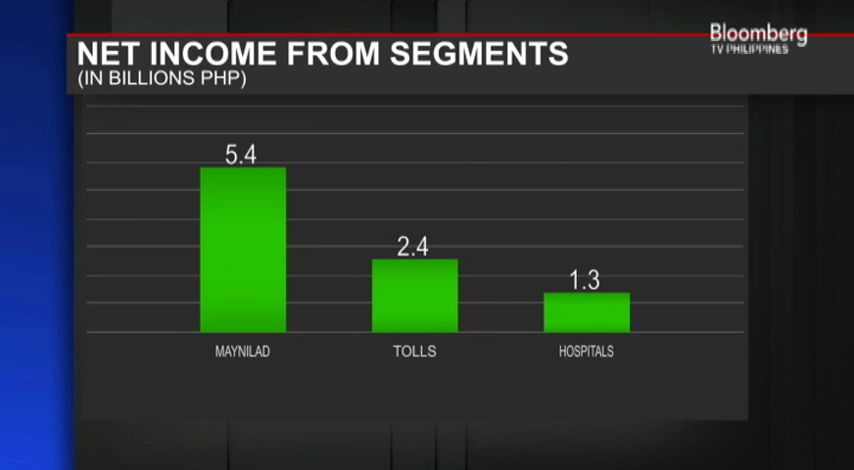 Bloomberg
TV PHILIPPINES
NET INCOME FROM SEGMENTS
(IN BILLIONS PHP)
5.4
2.4
1.3
MAYNILAD
TOLLS
HOSPITALS